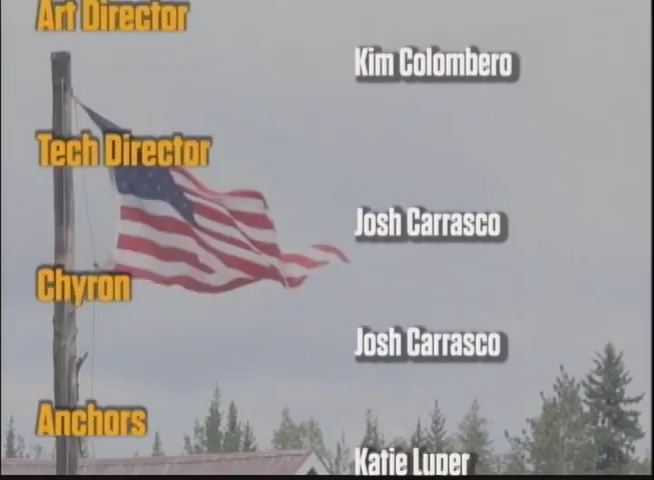 Art Director
Kim Colombero
Tech Director
Josh Carrasco
Chyron
Josh Carrasco
Anchors
Katie Luper